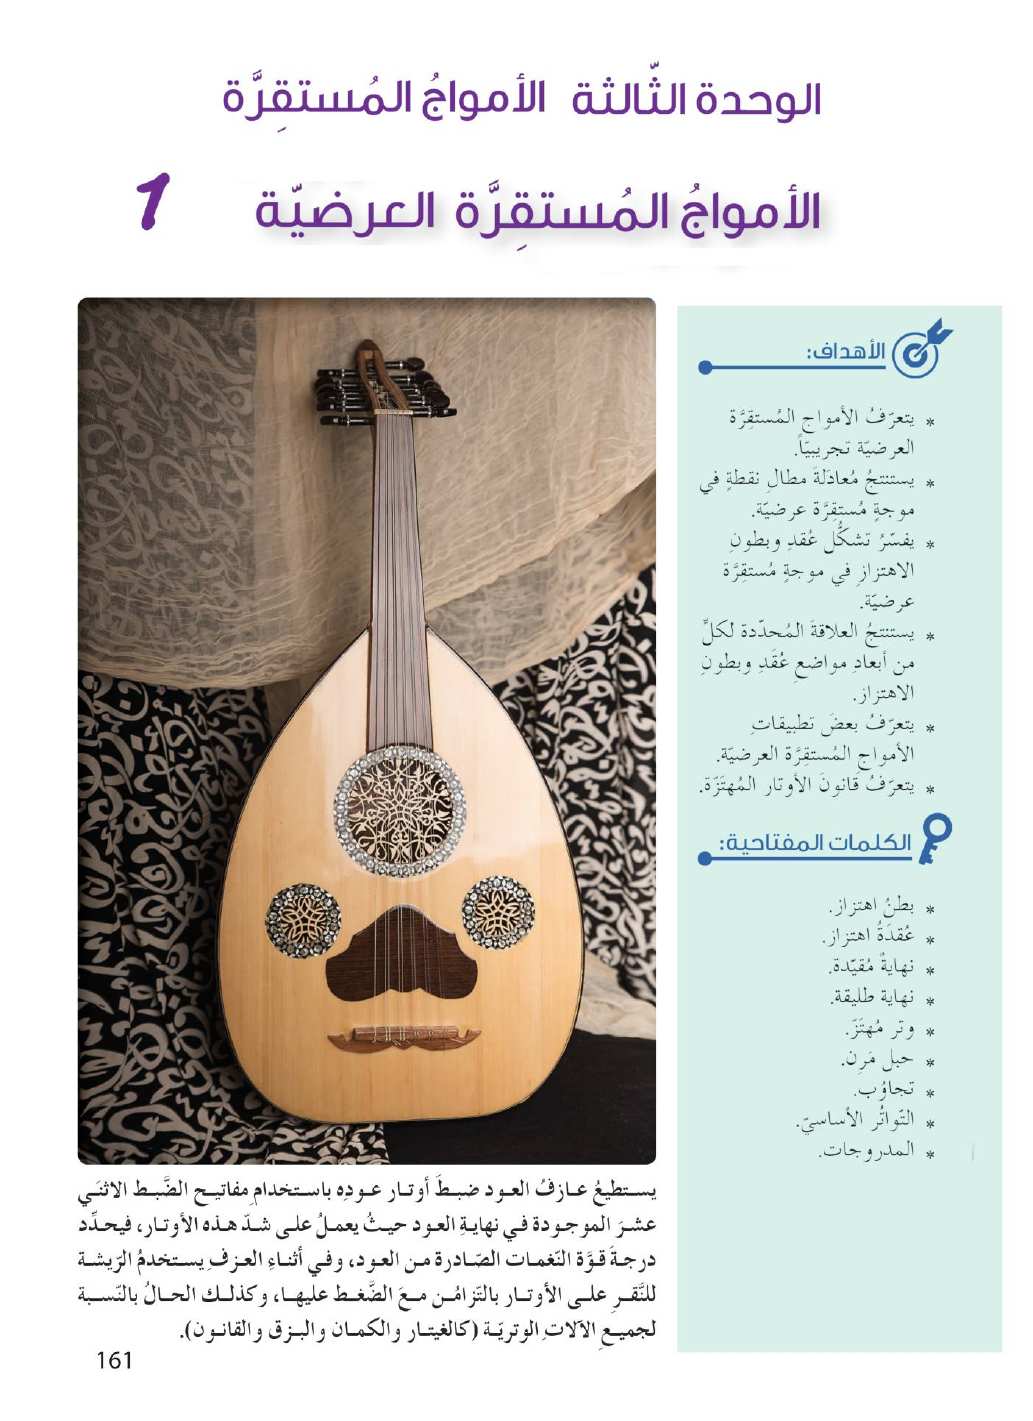 الوحدة الثّالثة الأمواجُ المُستقِرَّة
الأمواجُ المُستقِرَّة العرضيّة 1
الأهداف:
* يتعرّفُ الأمواج المُستقِرَّة
العرضيّة تجريبيّاً.
* يستنتجُ مُعادَلةَ مطالِ نقطةٍ في
موجةٍ مُستقِرَّة عرضيّة.
* يفسّرُ تشكُّل عُقدِ وبطونِ
الاهتزازِ في موجةٍ مُستقِرَّة
عرضيّة.
* يستنتجُ العلاقةَ المُحدّدة لكلٍّ
من أبعادِ مواضعِ عُقَدِ وبطونِ
الاهتزاز.
* يتعرّفُ بعضَ تطبيقاتِ
الأمواج المُستقِرَّة العرضيّة.
* يتعرّفُ قانونَ الأوتار المُهتَزّة.
الكلمات المفتاحية:
* بطنُ اهتزاز.
* عُقدَةُ اهتزاز.
* نهايةٌ مُقيّدة.
* نهاية طليقة.
* وتر مُهتَزّ.
* حبل مَرِن.
* تجاوُب.
* التّواتُر الأساسيّ.
* المدروجات.
يستطيعُ عازفُ العود ضبطَ أوتار عودِه باستخدامِ مفاتيح الضَّبط الاثنَي
عشرَ الموجودة في نهايةِ العود حيثُ يعملُ على شدّ هذه الأوتار، فيحدِّد
درجةَ قوَّة النّغمات الصّادرة من العود، وفي أثناءِ العزفِ يستخدمُ الرّيشة
للنَّقرِ على الأوتار بالتّزامُن معَ الضَّغط عليها، وكذلك الحالُ بالنّسبة
لجميعِ الآلاتِ الوتريّة (كالغيتار والكمان والبزق والقانون).
161